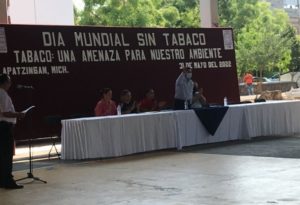 DIA MUNDIAL SIN TABACO
TABACO: UNA AMENAZA PARA NUESTRO AMBIENTE
APATZINGAN, MICH.
31 DE MAYO DEL 2022